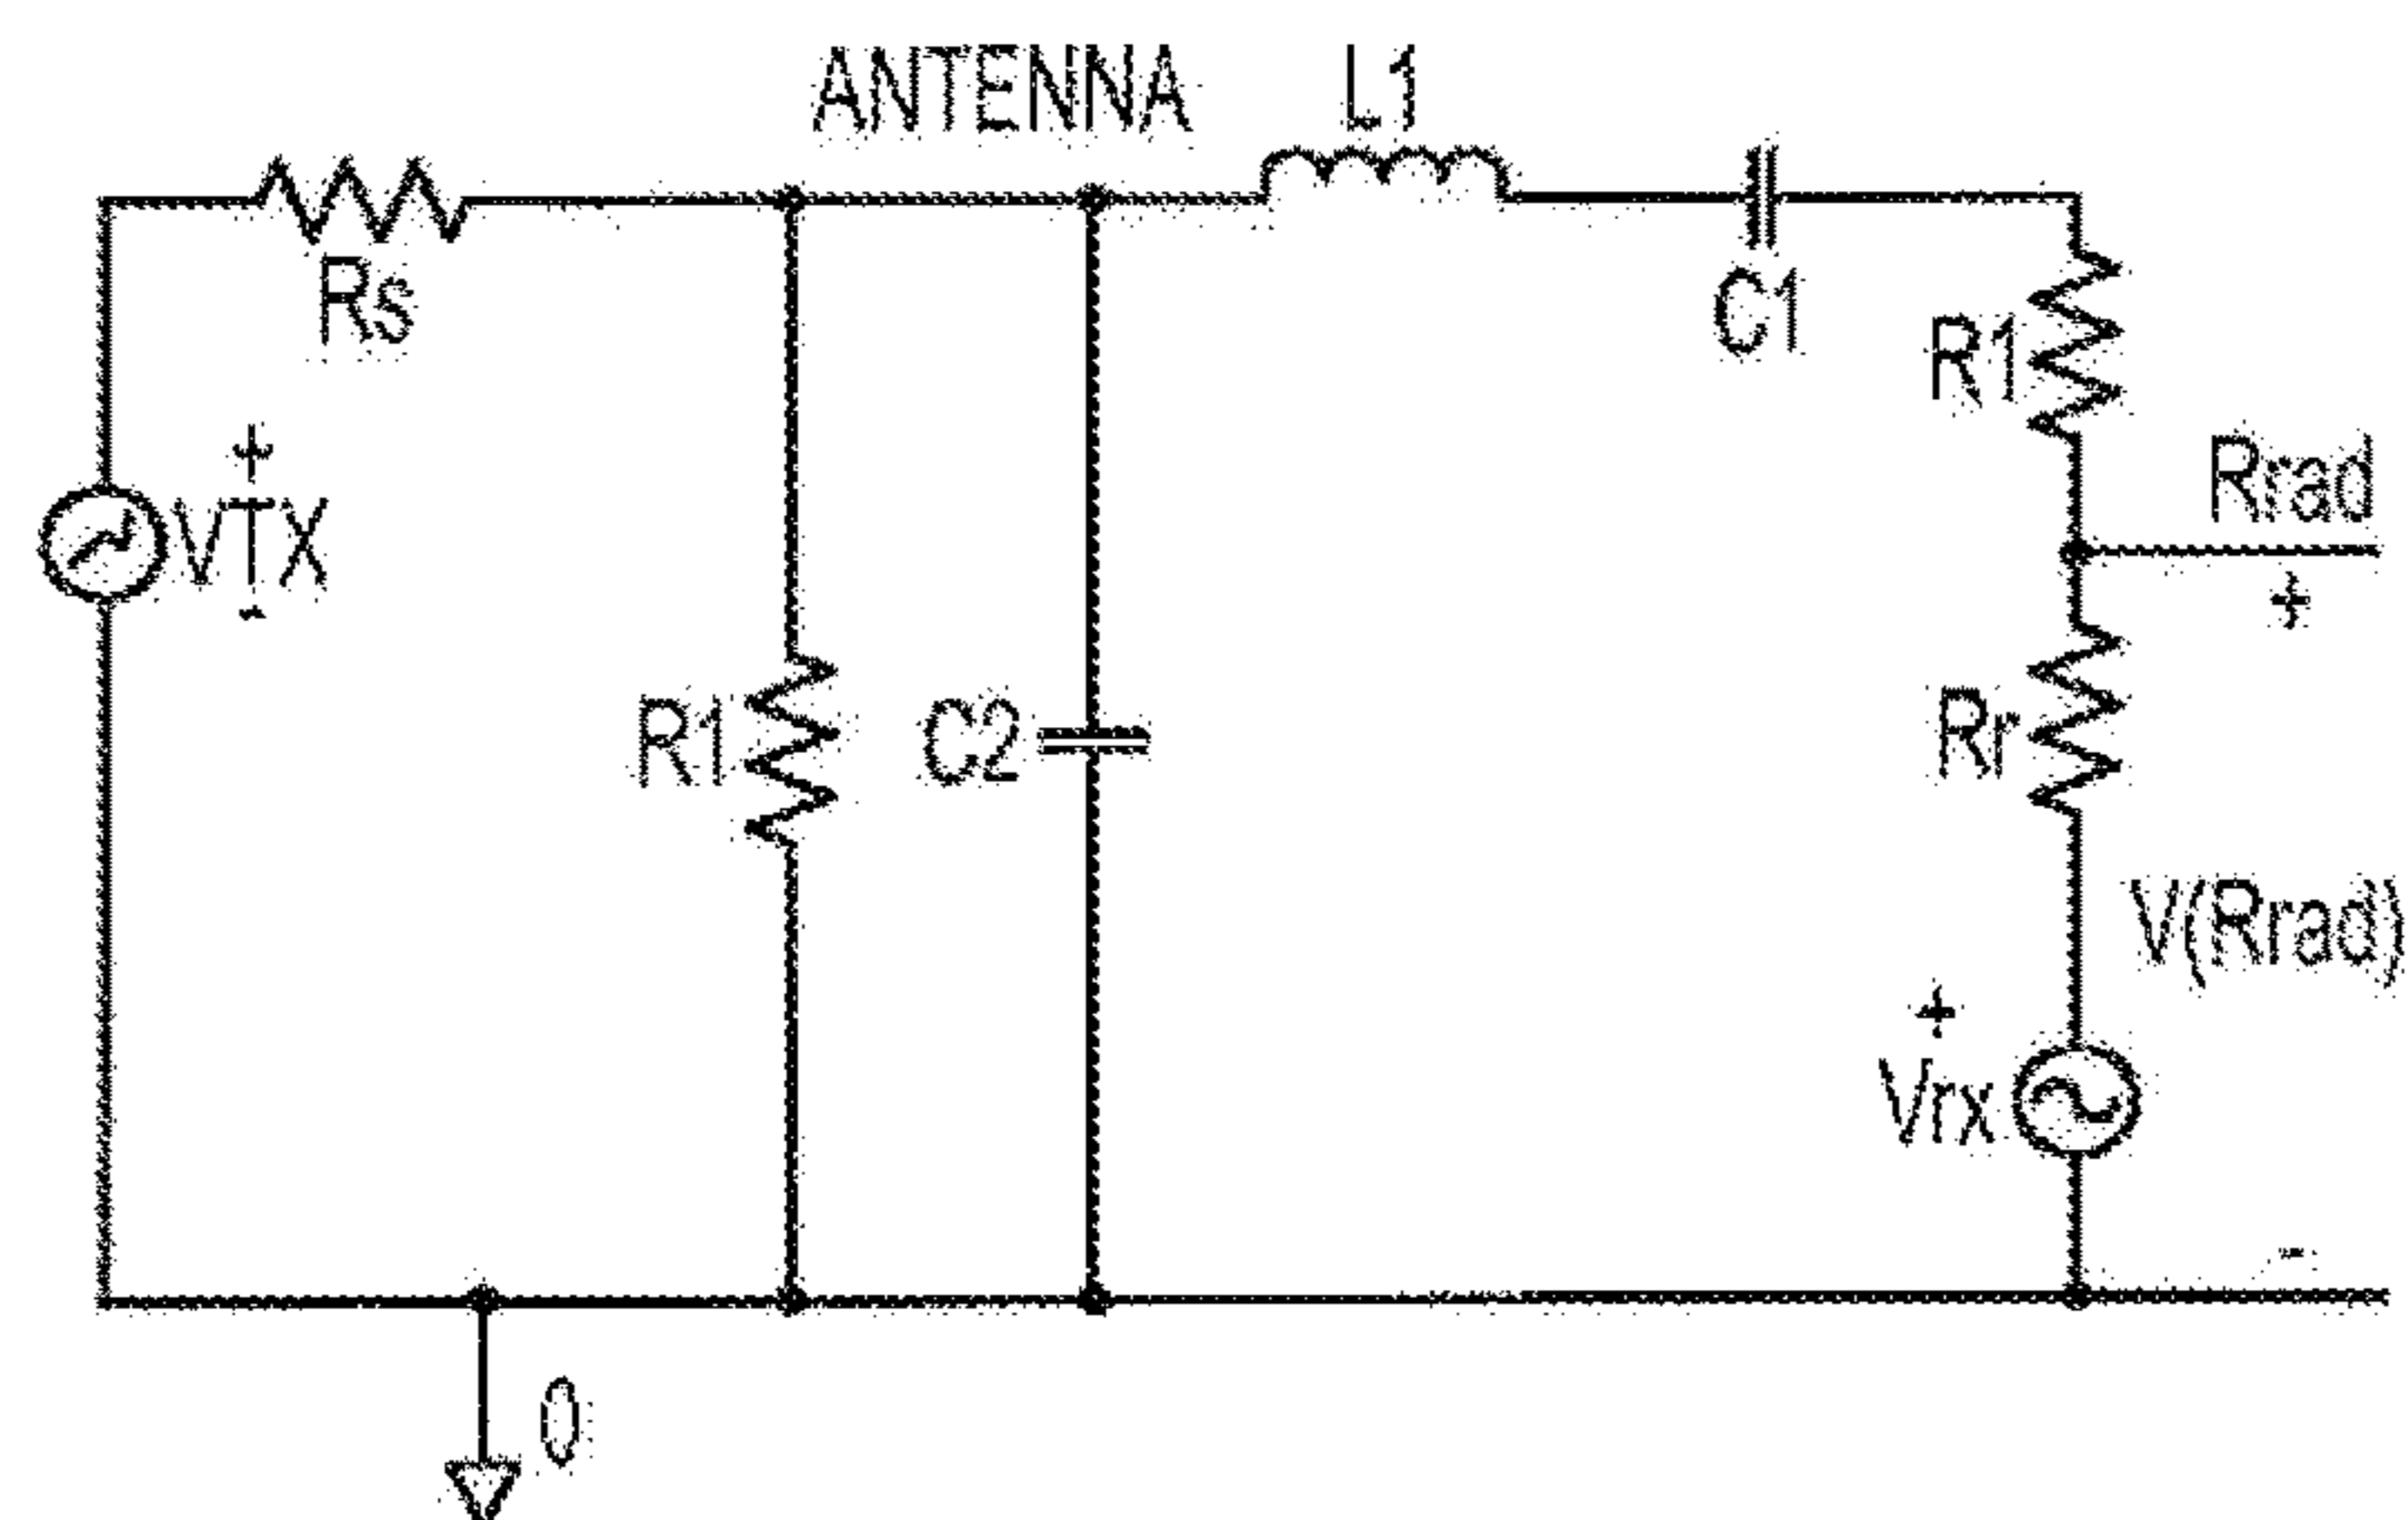 ANTENNA
L1
Rs
C1
R1
Rrad
+
+
VTX
-
R1
C2
Rr
V(Rrad)
+
Vrx
-
0